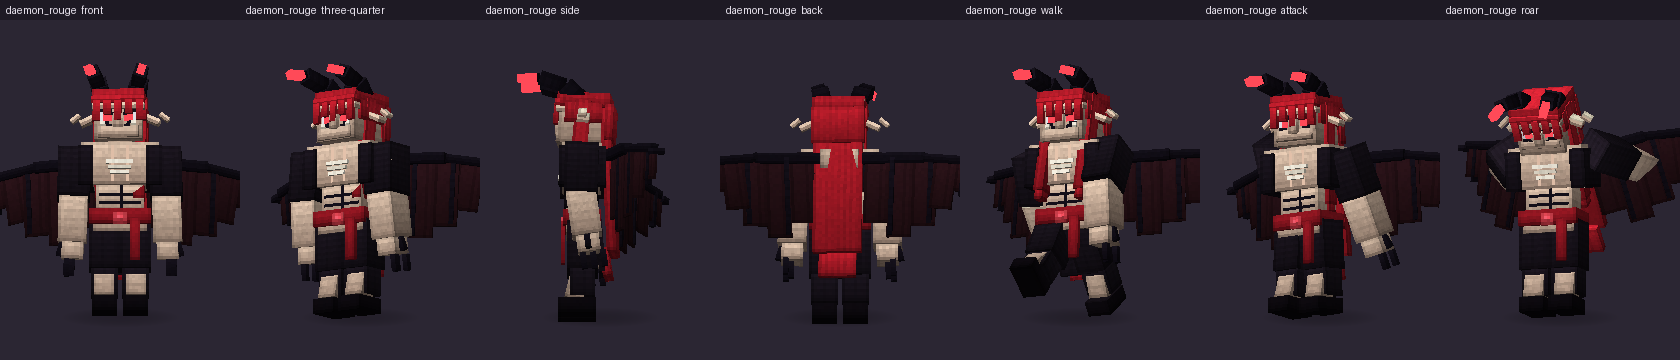 daemon_rouge front
daemon_rouge three-quarter
daemon_rouge side
daemon_rouge back
daemon_rouge walk
daemon_rouge attack
daemon_rouge roar